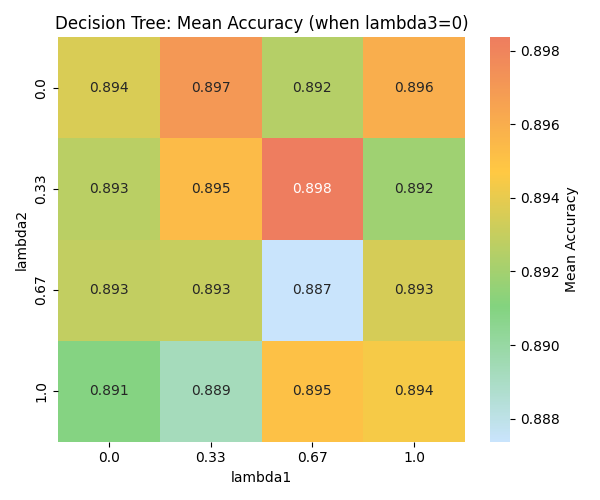 Decision Tree: Mean Accuracy (when lambda3=0)
0.0 0.894 0.897 0.892 0.896
0.33 0.893 0.895 0.898 0.892
0.67 0.893 0.893 0.887 0.893
1.0 0.891 0.889 0.895 0.894
0.0 0.33 0.67 1.0
lambda1
lambda2
0.898
0.896
0.894
0.892
0.890
0.888
Mean Accuracy